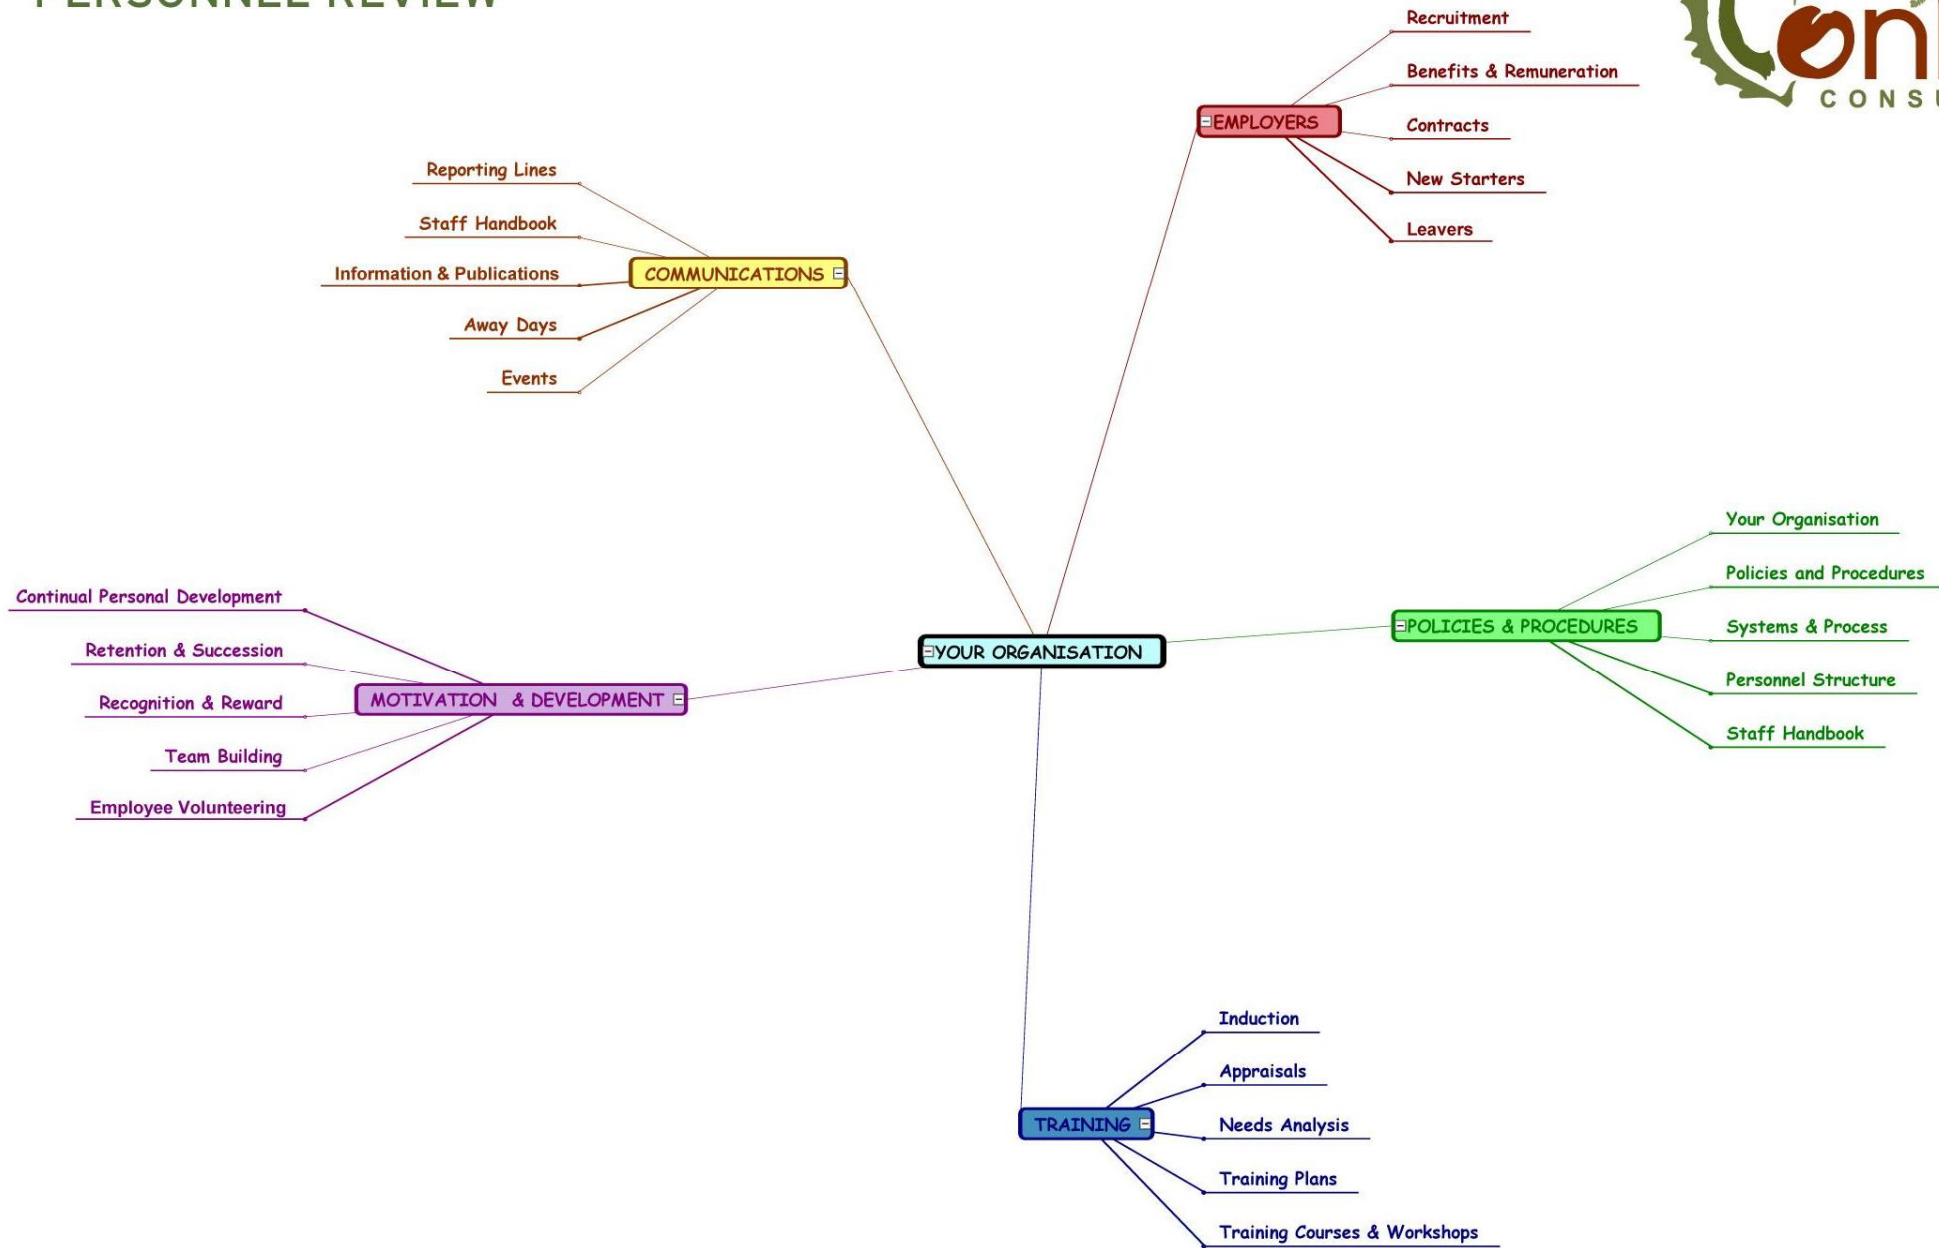 PERSONNEL REVIEW
CONSU
EMPLOYERS
Recruitment
Benefits & Remuneration
Contracts
New Starters
Leavers
COMMUNICATIONS
Reporting Lines
Staff Handbook
Information & Publications
Away Days
Events
YOUR ORGANISATION
POLICIES & PROCEDURES
Your Organisation
Policies and Procedures
Systems & Process
Personnel Structure
Staff Handbook
MOTIVATION & DEVELOPMENT
Continual Personal Development
Retention & Succession
Recognition & Reward
Team Building
Employee Volunteering
TRAINING
Induction
Appraisals
Needs Analysis
Training Plans
Training Courses & Workshops